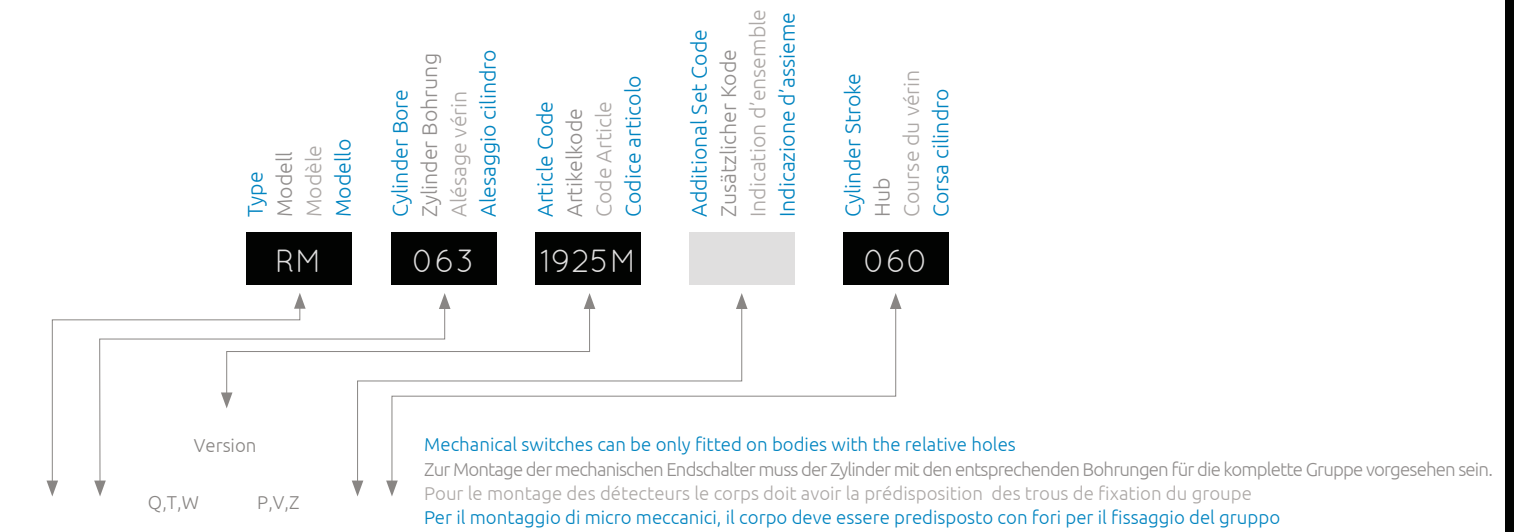 Type
Modell
Modèle
Modello
Cylinder Bore
Zylinder Bohrung
Alésage vérin
Alesaggio cilindro
Article Code
Artikelkode
Code Article
Codice articolo
Additional Set Code
Zusätzlicher Kode
Indication d’ensemble
Indicazione d’assieme
Cylinder Stroke
Hub
Course du vérin
Corsa cilindro
RM 063 1925M 060
Version
Q,T,W P,V,Z
Mechanical switches can be only fitted on bodies with the relative holes
Zur Montage der mechanischen Endschalter muss der Zylinder mit den entsprechenden Bohrungen für die komplette Gruppe vorgesehen sein.
Pour le montage des détecteurs le corps doit avoir la prédisposition des trous de fixation du groupe
Per il montaggio di micro meccanici, il corpo deve essere predisposto con fori per il fissaggio del gruppo